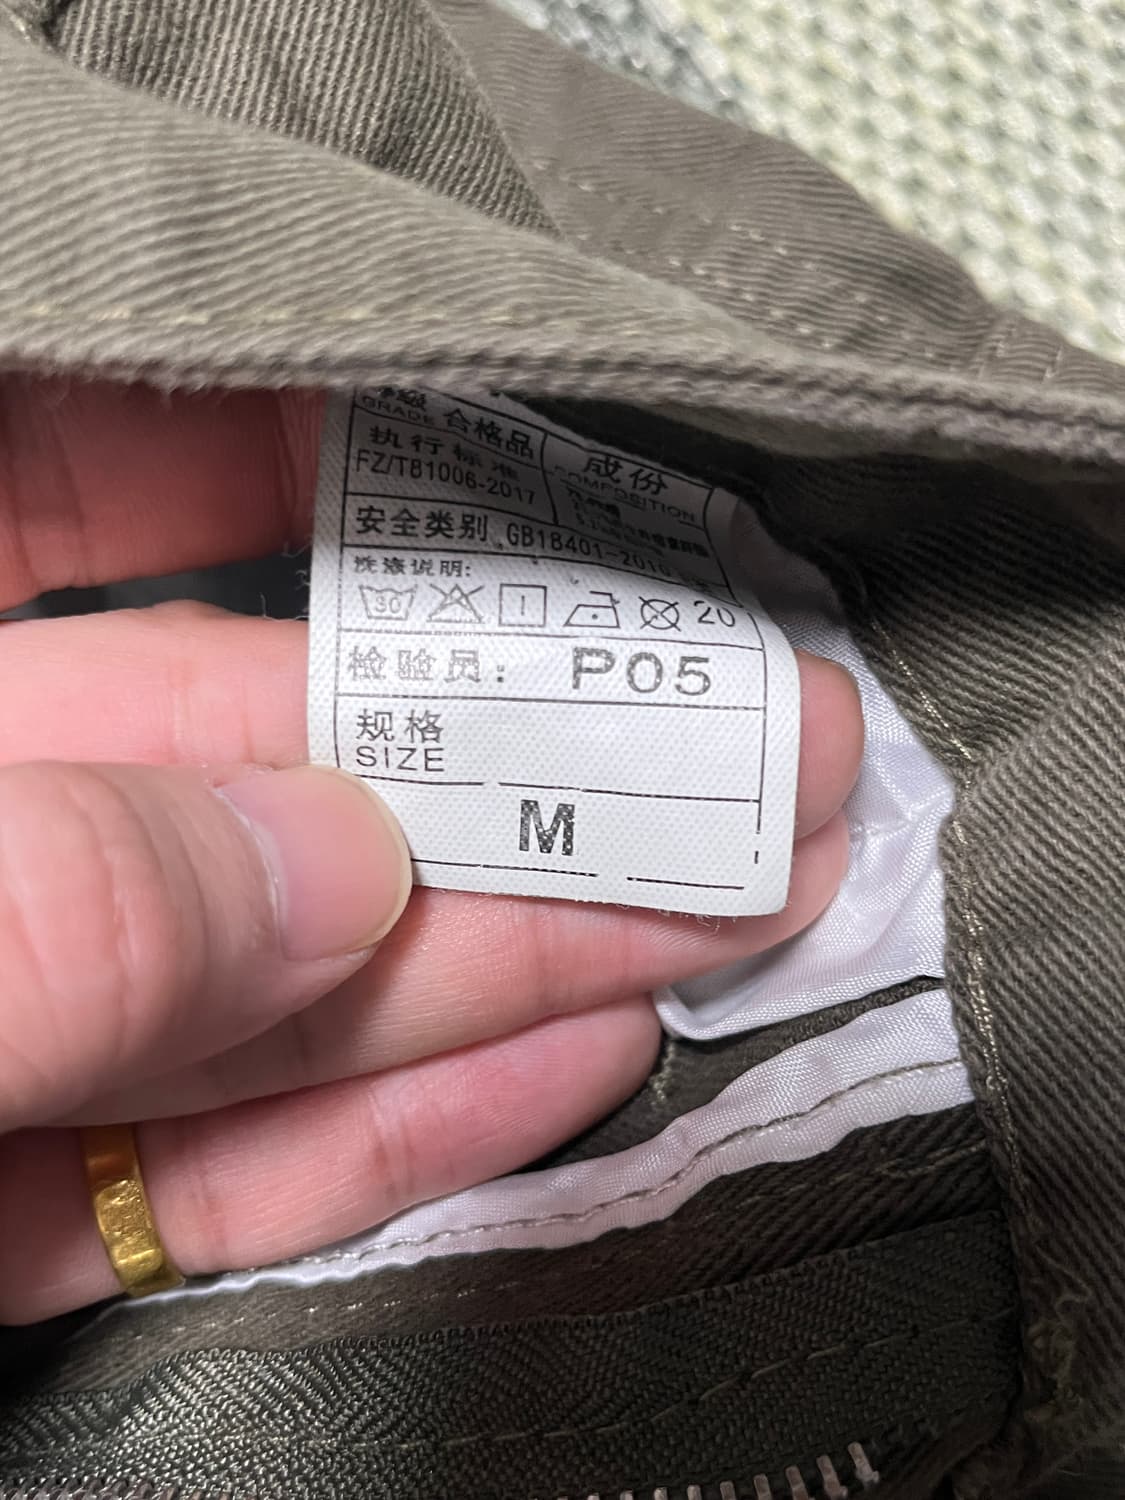 GRADE 合格品
执行标准
FZ/T81006-2017
成份
COMPOSITION
安全类别 GB18401-2010
洗涤说明:
30 20
检验员: P05
规格
SIZE
M